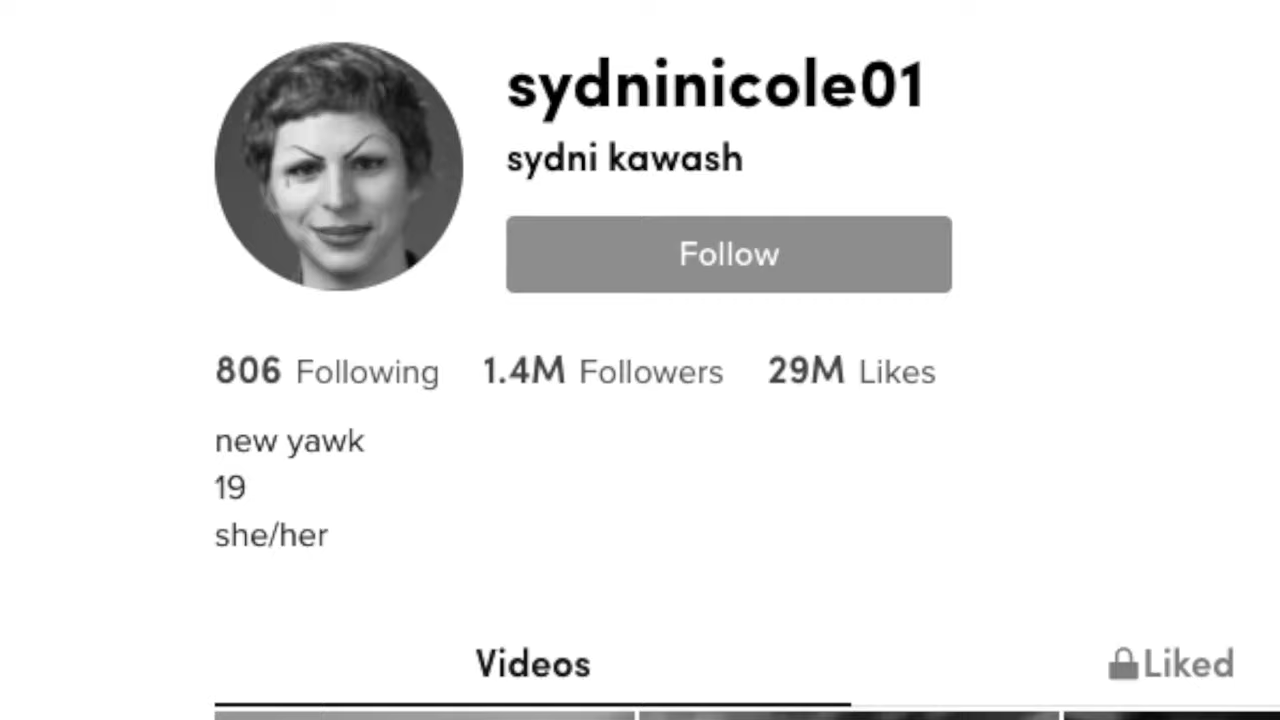 sydninicole01
sydni kawash
Follow
806 Following 1.4M Followers 29M Likes
new yawk
19
she/her
Videos Liked